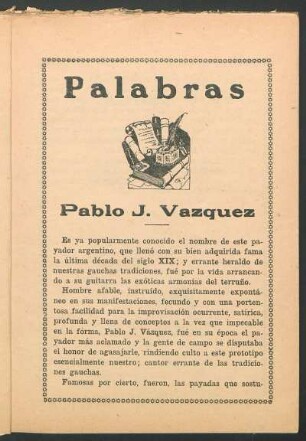 Palabras
Pablo J. Vazquez
Es ya popularmente conocido el nombre de este pa-
yador argentino, que llenó con su bien adquirida fama
la última década del siglo XIX; y errante heraldo de
nuestras gauchas tradiciones, fué por la vida arrancan-
do a su guitarra las exóticas armonías del terruño.
Hombre afable, instruído, exquisitamente expontá-
neo en sus manifestaciones, fecundo y con una porten-
tosa facilidad para la improvisación ocurrente, satírica,
profunda y llena de conceptos a la vez que impecable
en la forma, Pablo J. Vázquez, fué en su época el pa-
yador más aclamado y la gente de campo se disputaba
el honor de agasajarle, rindiendo culto a este prototipo
esencialmente nuestro; cantor errante de las tradicio-
nes gauchas.
Famosas por cierto, fueron, las payadas que sostu-